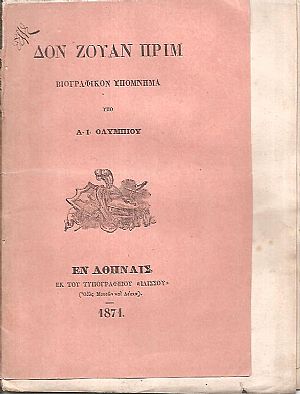 ΔΟΝ ΖΟΥΑΝ ΠΡΙΜ
ΒΙΟΓΡΑΦΙΚΟΝ ΥΠΟΜΝΗΜΑ
ΥΠΟ
Α. Ι. ΟΛΥΜΠΙΟΥ
ΕΝ ΑΘΗΝΑΙΣ,
ΕΚ ΤΟΥ ΤΥΠΟΓΡΑΦΕΙΟΥ «ΙΛΙΣΣΟΥ»
1871.